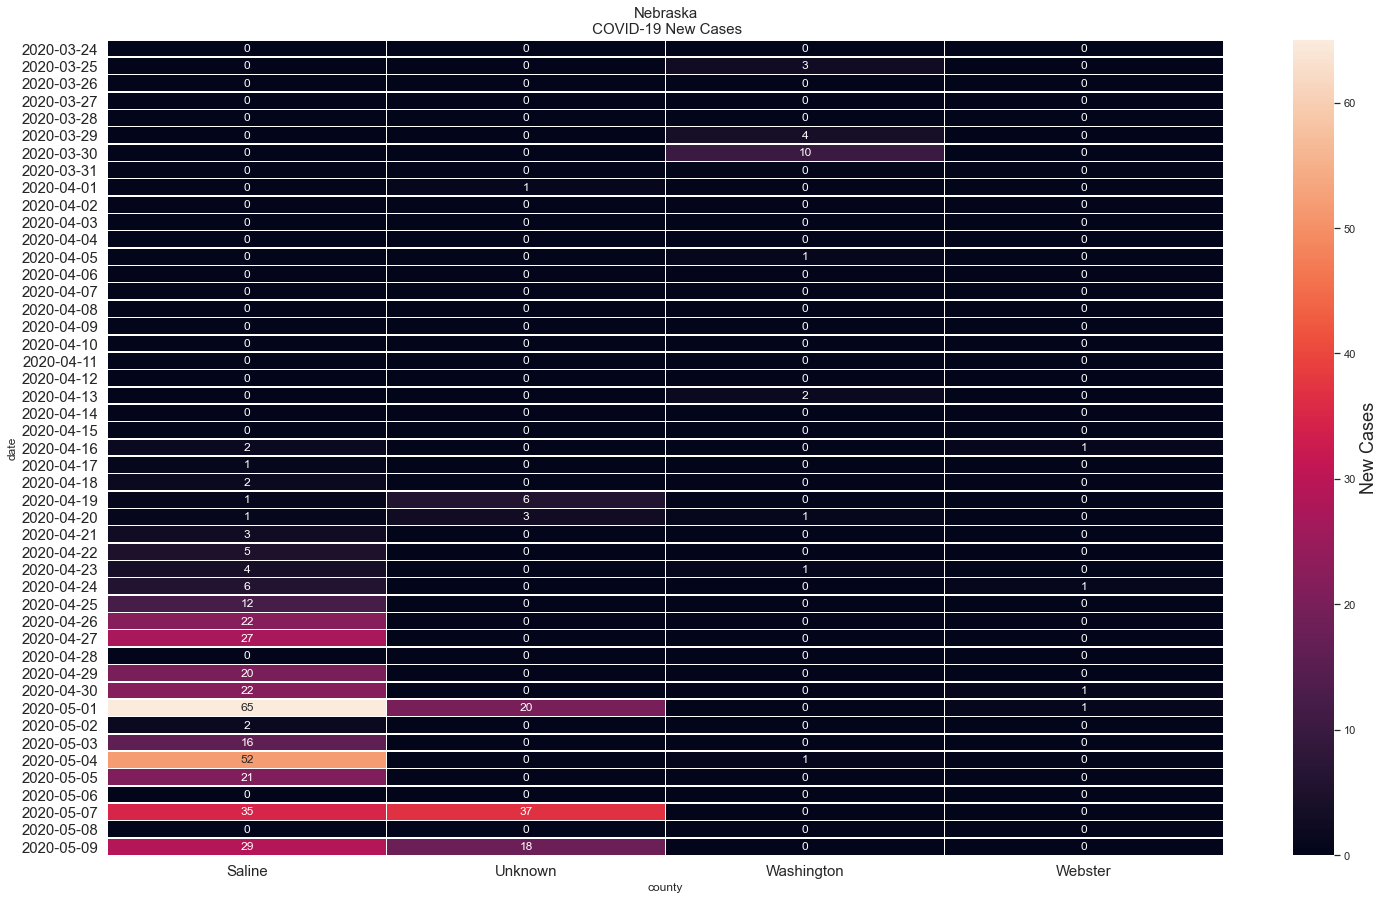 Nebraska
COVID-19 New Cases
2020-03-24 0 0 0 0
2020-03-25 0 0 3 0
2020-03-26 0 0 0 0
2020-03-27 0 0 0 0
2020-03-28 0 0 0 0
2020-03-29 0 0 4 0
2020-03-30 0 0 10 0
2020-03-31 0 0 0 0
2020-04-01 0 1 0 0
2020-04-02 0 0 0 0
2020-04-03 0 0 0 0
2020-04-04 0 0 0 0
2020-04-05 0 0 1 0
2020-04-06 0 0 0 0
2020-04-07 0 0 0 0
2020-04-08 0 0 0 0
2020-04-09 0 0 0 0
2020-04-10 0 0 0 0
2020-04-11 0 0 0 0
2020-04-12 0 0 0 0
2020-04-13 0 0 2 0
2020-04-14 0 0 0 0
2020-04-15 0 0 0 0
2020-04-16 2 0 0 1
2020-04-17 1 0 0 0
2020-04-18 2 0 0 0
2020-04-19 1 6 0 0
2020-04-20 1 3 1 0
2020-04-21 3 0 0 0
2020-04-22 5 0 0 0
2020-04-23 4 0 1 0
2020-04-24 6 0 0 1
2020-04-25 12 0 0 0
2020-04-26 22 0 0 0
2020-04-27 27 0 0 0
2020-04-28 0 0 0 0
2020-04-29 20 0 0 0
2020-04-30 22 0 0 1
2020-05-01 65 20 0 1
2020-05-02 2 0 0 0
2020-05-03 16 0 0 0
2020-05-04 52 0 1 0
2020-05-05 21 0 0 0
2020-05-06 0 0 0 0
2020-05-07 35 37 0 0
2020-05-08 0 0 0 0
2020-05-09 29 18 0 0
Saline Unknown Washington Webster
county
date
60
50
40
30
20
10
0
New Cases